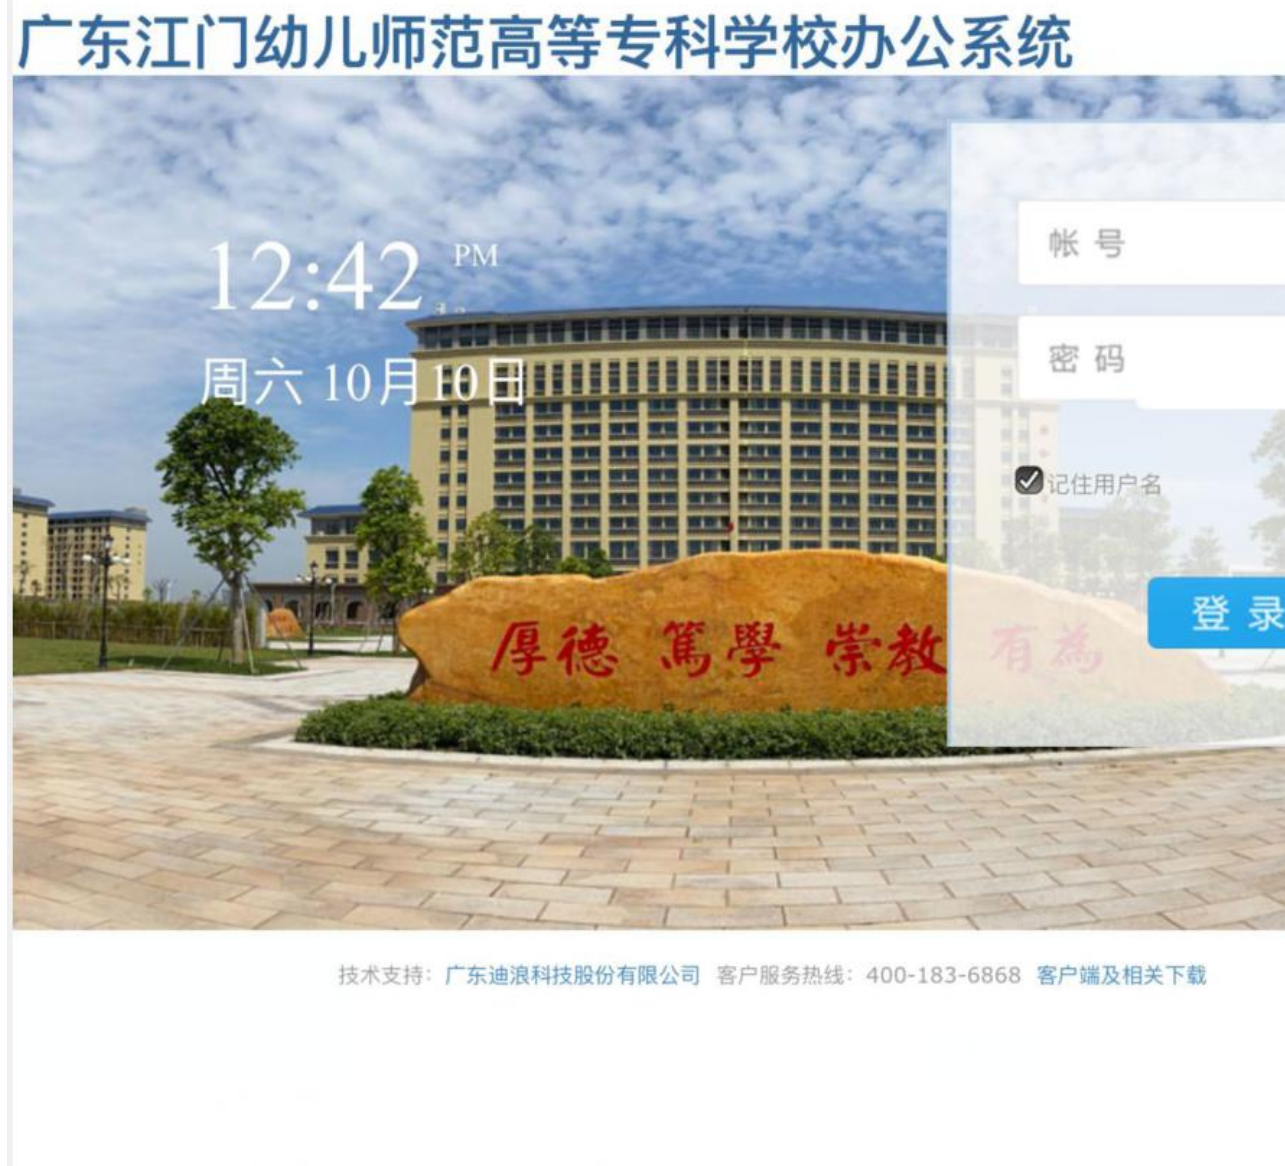 广东江门幼儿师范高等专科学校办公系统
12:42 PM
周六 10月10日
帐 号
密 码
记住用户名
登 录
厚德 篤學 崇教 有為
技术支持：广东迪浪科技股份有限公司 客户服务热线：400-183-6868 客户端及相关下载